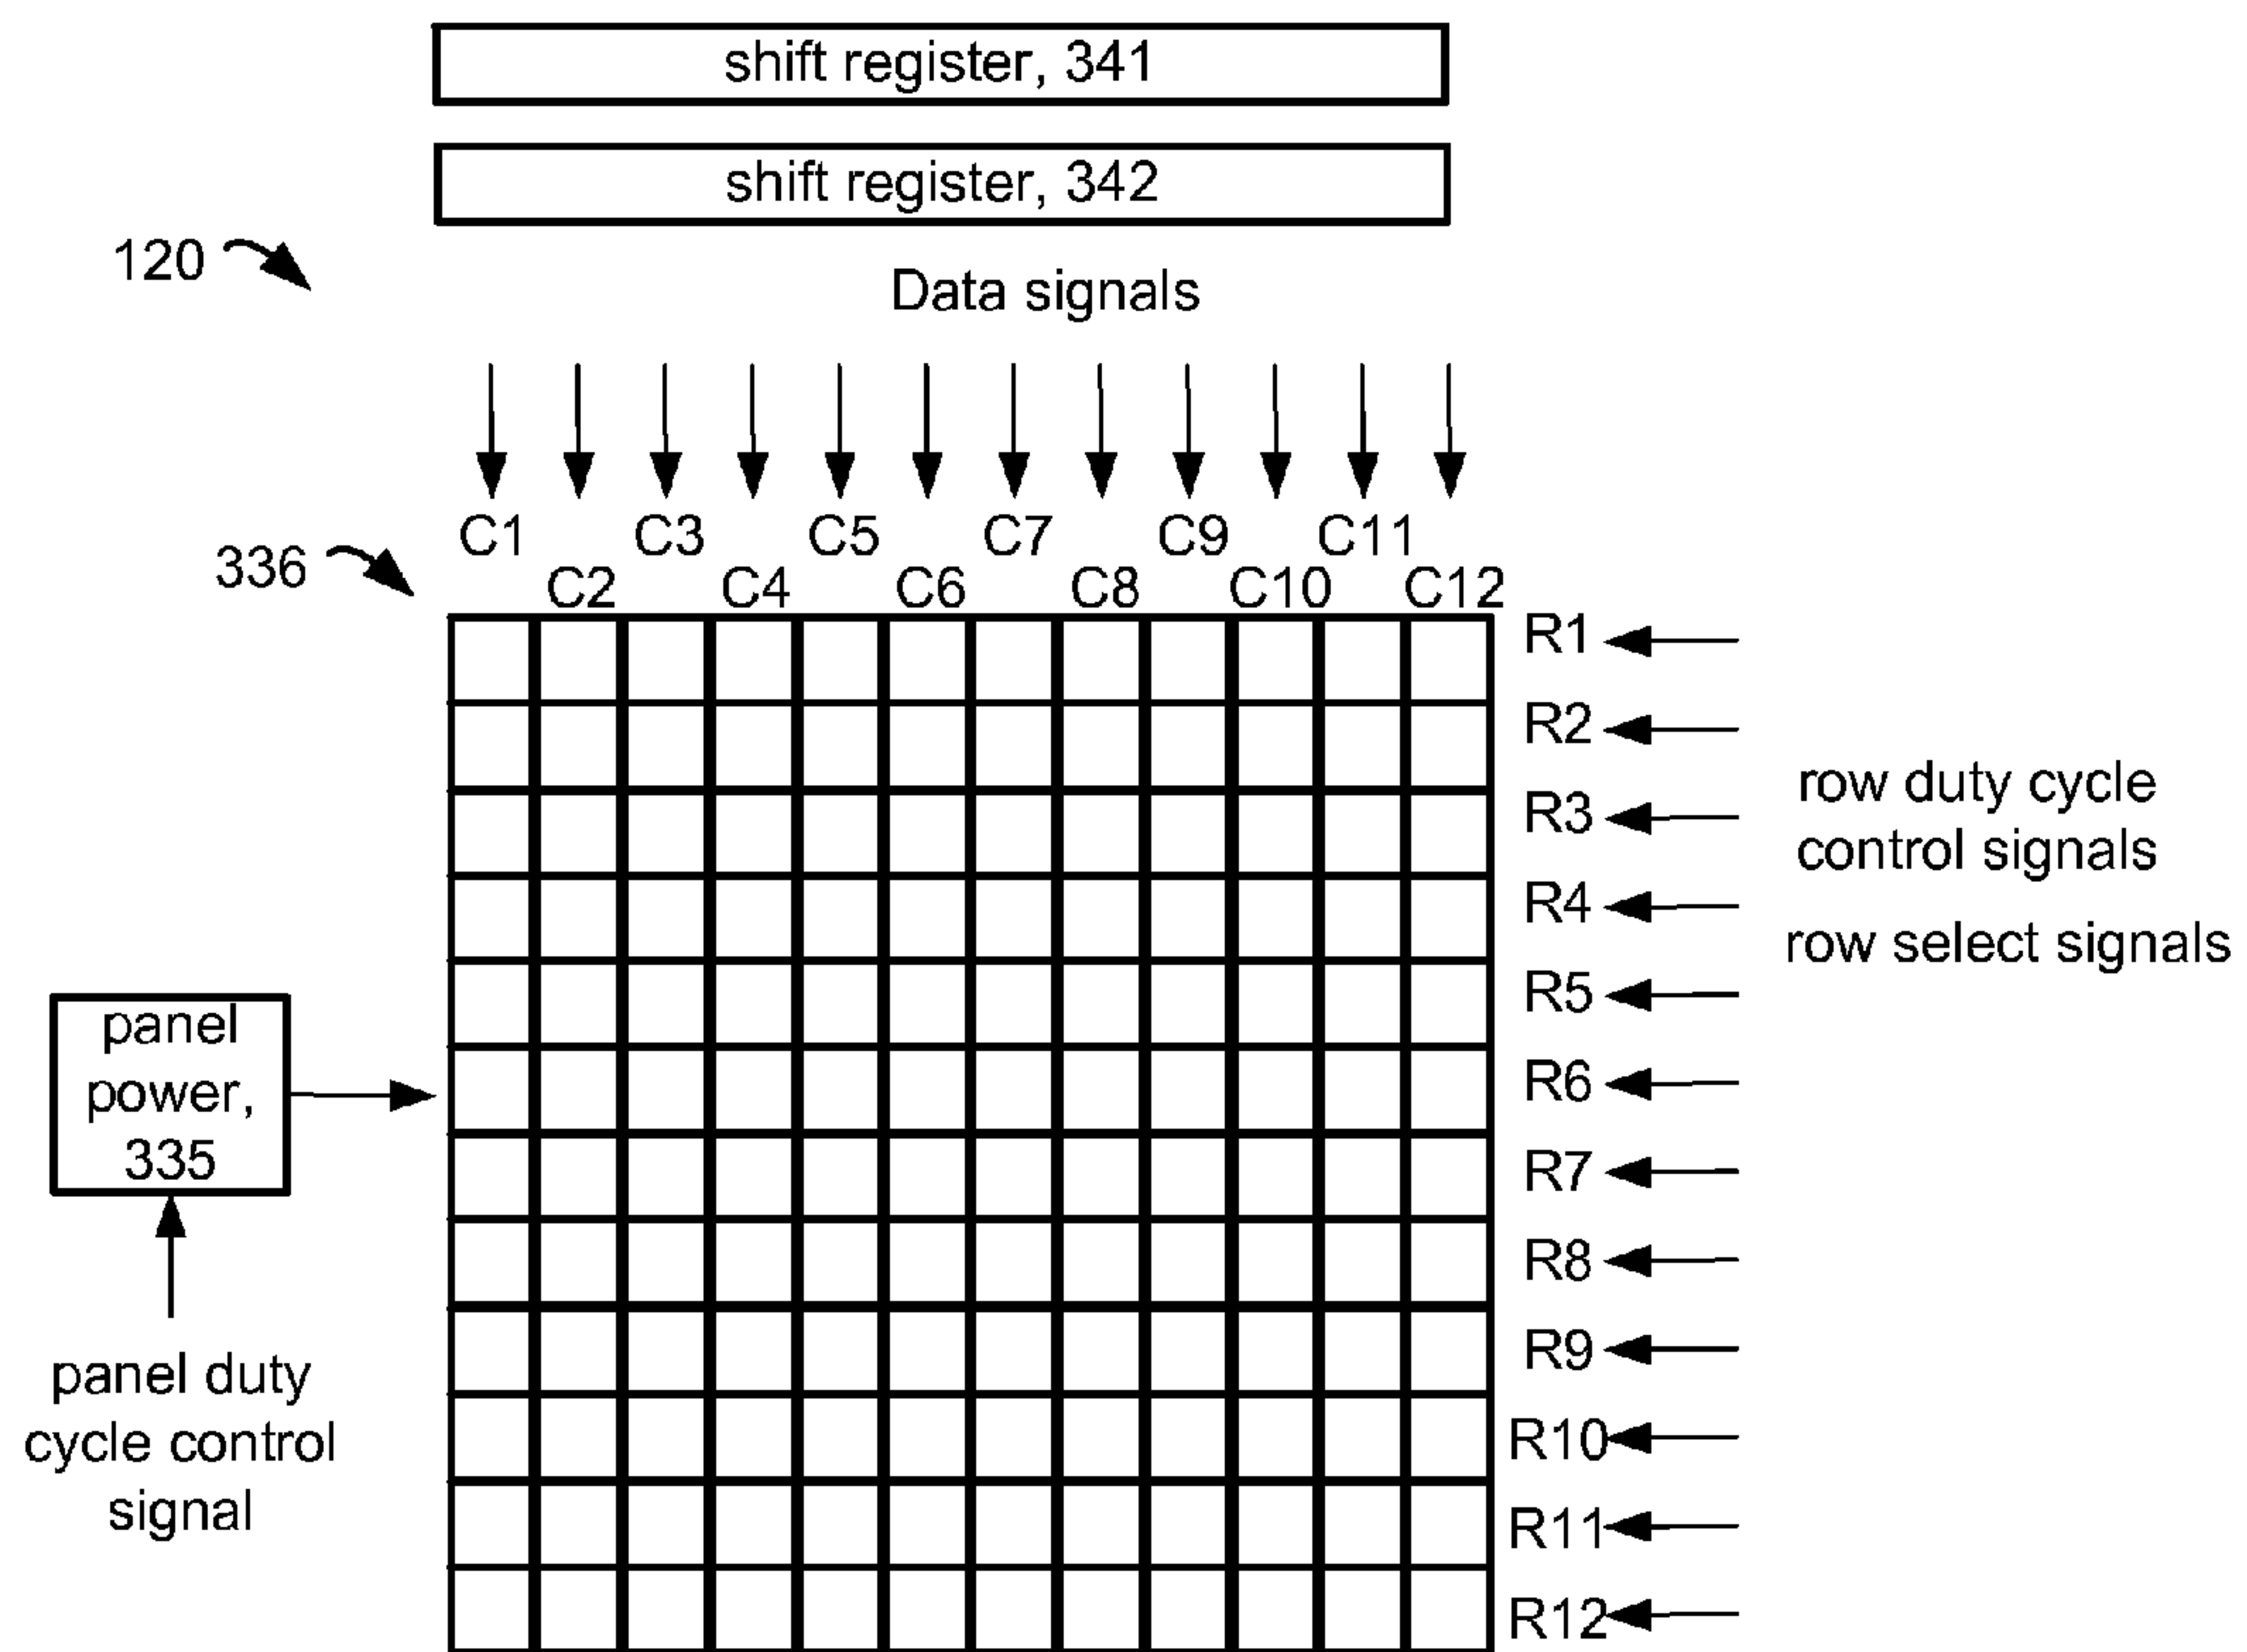 shift register, 341
shift register, 342
120
Data signals
C1 C3 C5 C7 C9 C11
336
C2 C4 C6 C8 C10 C12
R1
R2
R3
R4
R5
R6
R7
R8
R9
R10
R11
R12
row duty cycle
control signals
row select signals
panel
power,
335
panel duty
cycle control
signal